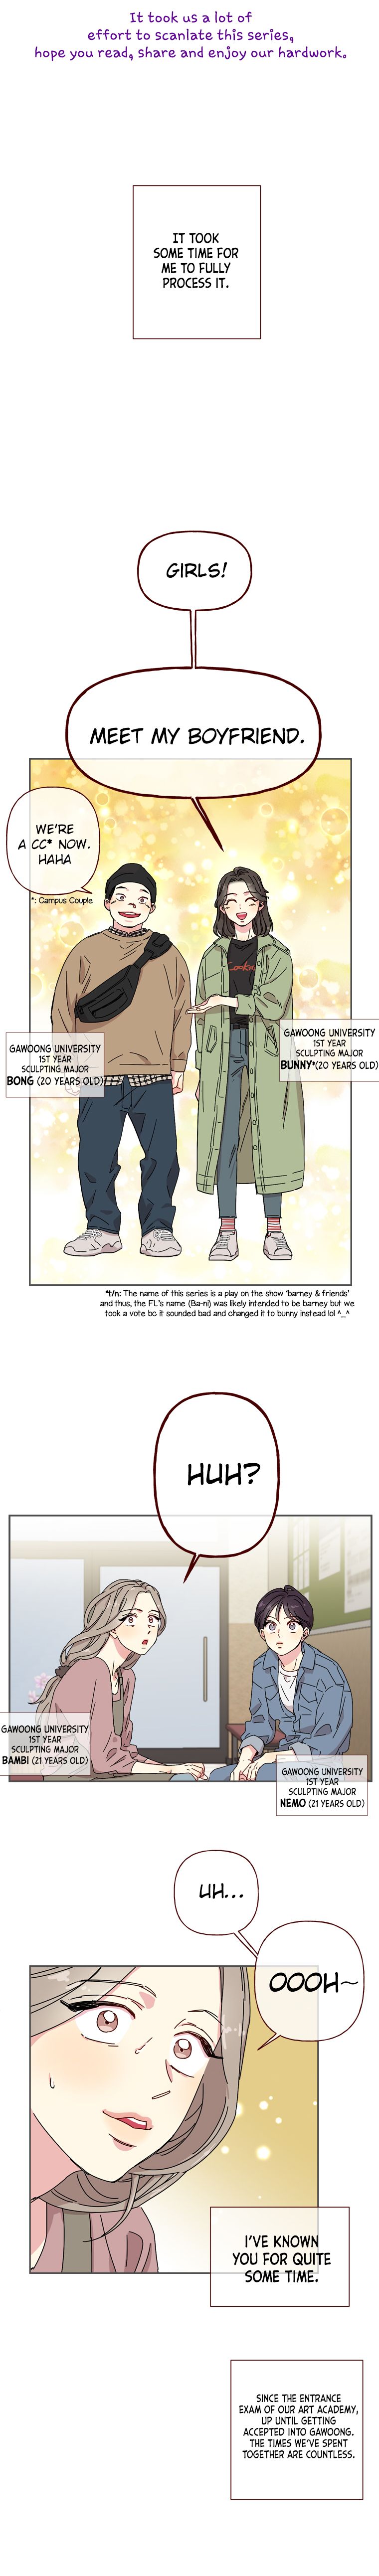 It took us a lot of
effort to scanlate this series,
hope you read, share and enjoy our hardwork.
IT TOOK
SOME TIME FOR
ME TO FULLY
PROCESS IT.
GIRLS!
MEET MY BOYFRIEND.
WE'RE
A CC* NOW.
HAHA
*: Campus Couple
GAWOONG UNIVERSITY
1ST YEAR
SCULPTING MAJOR
BONG (20 YEARS OLD)
GAWOONG UNIVERSITY
1ST YEAR
SCULPTING MAJOR
BUNNY*(20 YEARS OLD)
*t/n: The name of this series is a play on the show 'barney & friends'
and thus, the FL's name (Ba-ni) was likely intended to be barney but we
took a vote bc it sounded bad and changed it to bunny instead lol ^_^
HUH?
GAWOONG UNIVERSITY
1ST YEAR
SCULPTING MAJOR
BAMBI (21 YEARS OLD)
GAWOONG UNIVERSITY
1ST YEAR
SCULPTING MAJOR
NEMO (21 YEARS OLD)
UH...
OOOH~
I'VE KNOWN
YOU FOR QUITE
SOME TIME.
SINCE THE ENTRANCE
EXAM OF OUR ART ACADEMY,
UP UNTIL GETTING
ACCEPTED INTO GAWOONG.
THE TIMES WE'VE SPENT
TOGETHER ARE COUNTLESS.